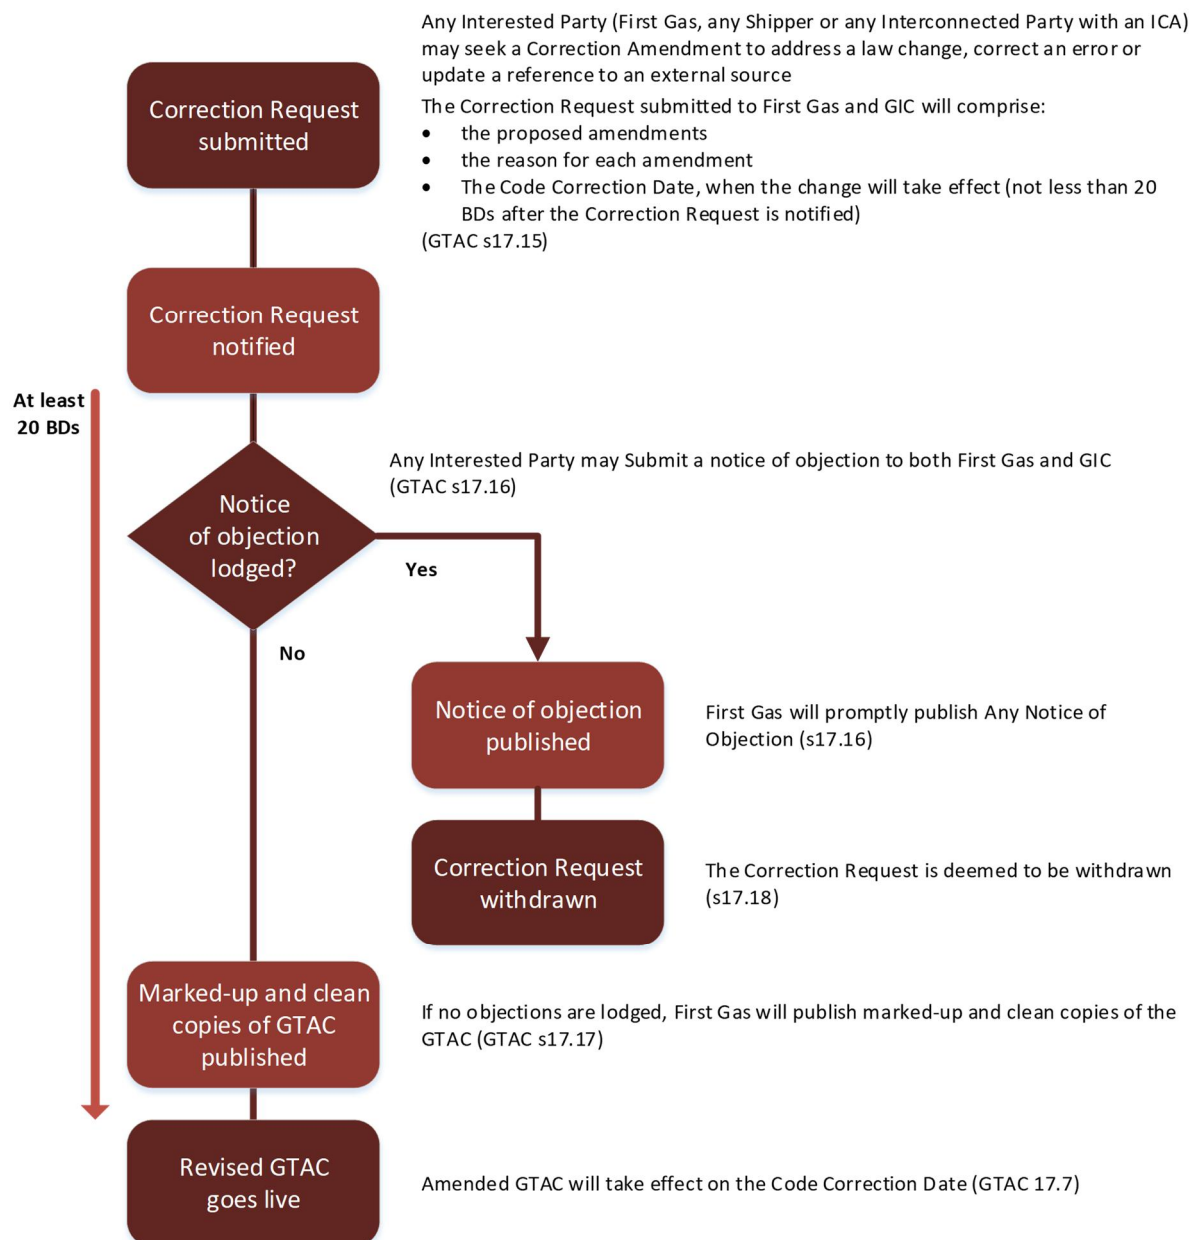 Any Interested Party (First Gas, any Shipper or any Interconnected Party with an ICA)
may seek a Correction Amendment to address a law change, correct an error or
update a reference to an external source
Correction Request
submitted
The Correction Request submitted to First Gas and GIC will comprise:
• the proposed amendments
• the reason for each amendment
• The Code Correction Date, when the change will take effect (not less than 20
BDs after the Correction Request is notified)
(GTAC s17.15)
Correction Request
notified
At least
20 BDs
Any Interested Party may Submit a notice of objection to both First Gas and GIC
(GTAC s17.16)
Notice
of objection
lodged?
Yes
No
Notice of objection
published
First Gas will promptly publish Any Notice of
Objection (s17.16)
Correction Request
withdrawn
The Correction Request is deemed to be withdrawn
(s17.18)
Marked-up and clean
copies of GTAC
published
If no objections are lodged, First Gas will publish marked-up and clean copies of the
GTAC (GTAC s17.17)
Revised GTAC
goes live
Amended GTAC will take effect on the Code Correction Date (GTAC 17.7)